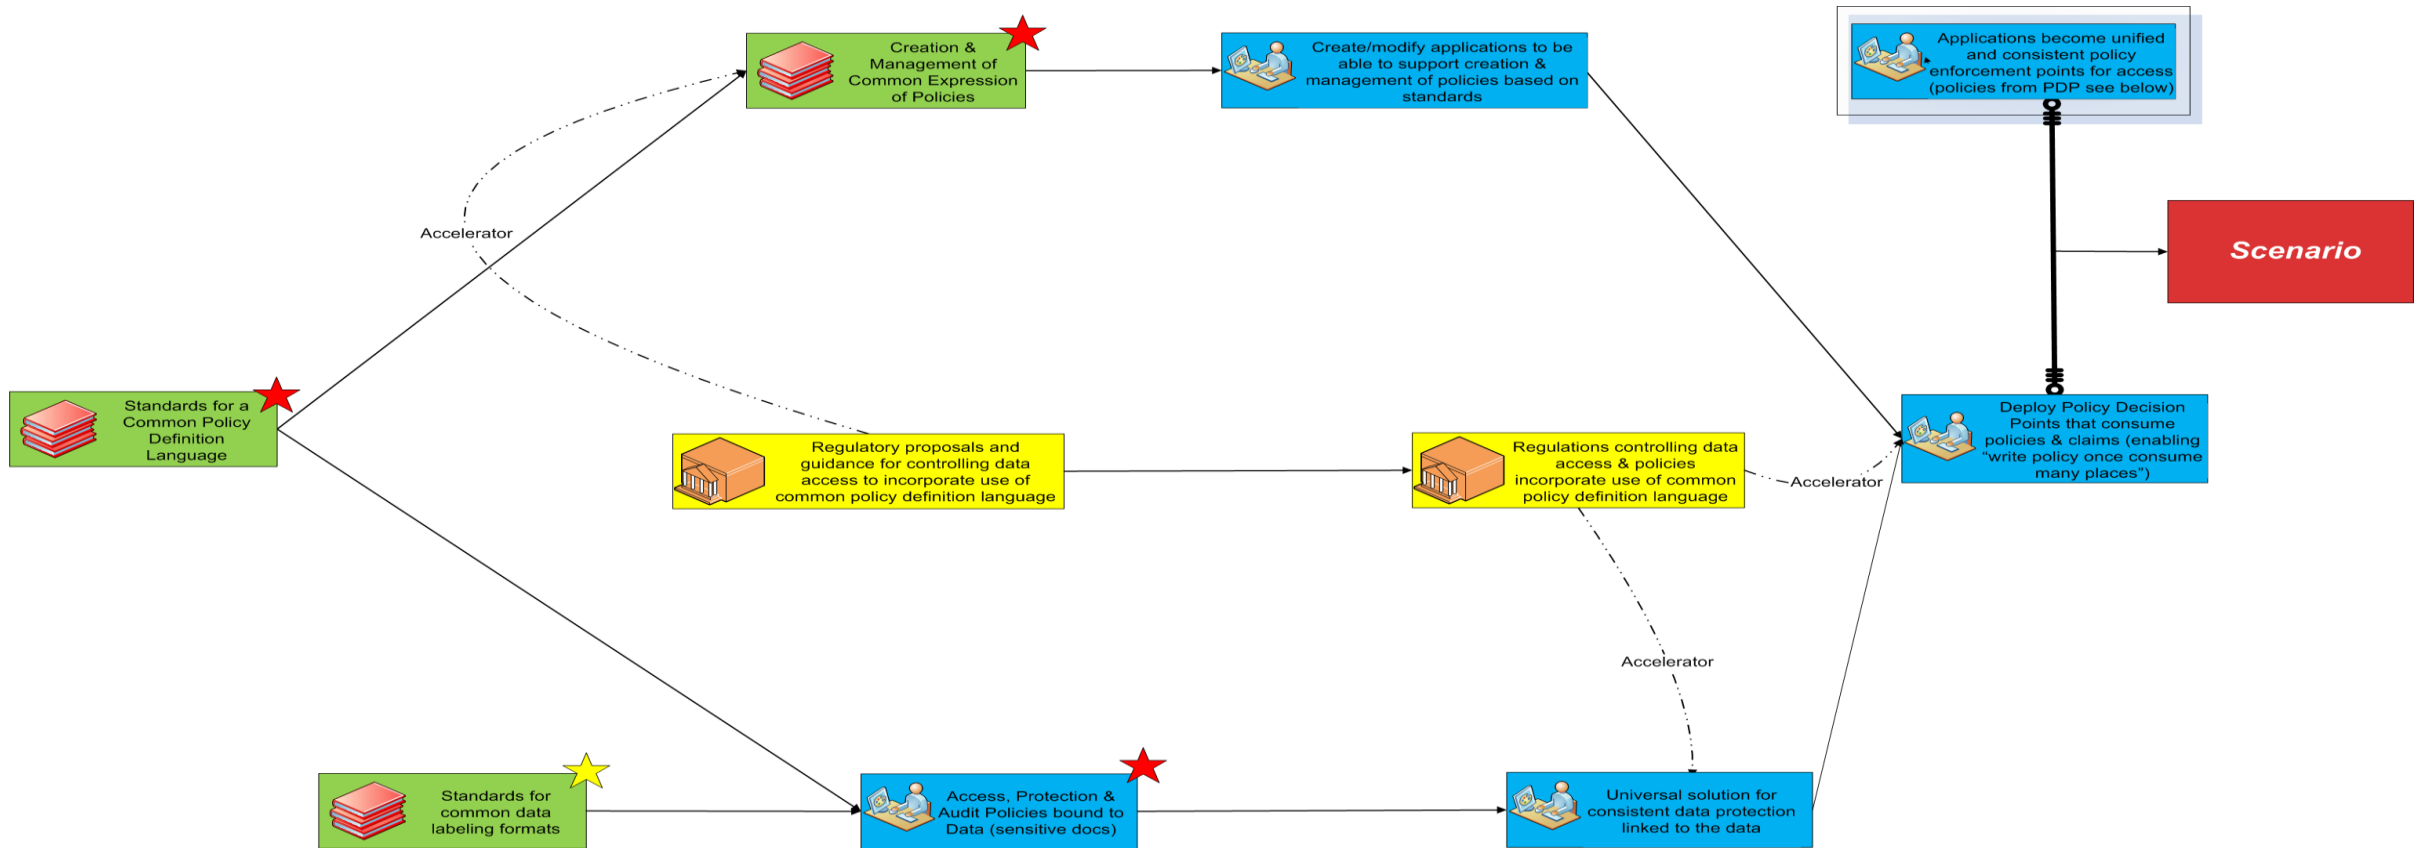 Creation &
Management of
Common Expression
of Policies
Create/modify applications to be
able to support creation &
management of policies based on
standards
Applications become unified
and consistent policy
enforcement points for access
(policies from PDP see below)
Accelerator
Scenario
Standards for a
Common Policy
Definition
Language
Regulatory proposals and
guidance for controlling data
access to incorporate use of
common policy definition language
Regulations controlling data
access & policies
incorporate use of common
policy definition language
Accelerator
Deploy Policy Decision
Points that consume
policies & claims (enabling
“write policy once consume
many places”)
Accelerator
Standards for
common data
labeling formats
Access, Protection &
Audit Policies bound to
Data (sensitive docs)
Universal solution for
consistent data protection
linked to the data